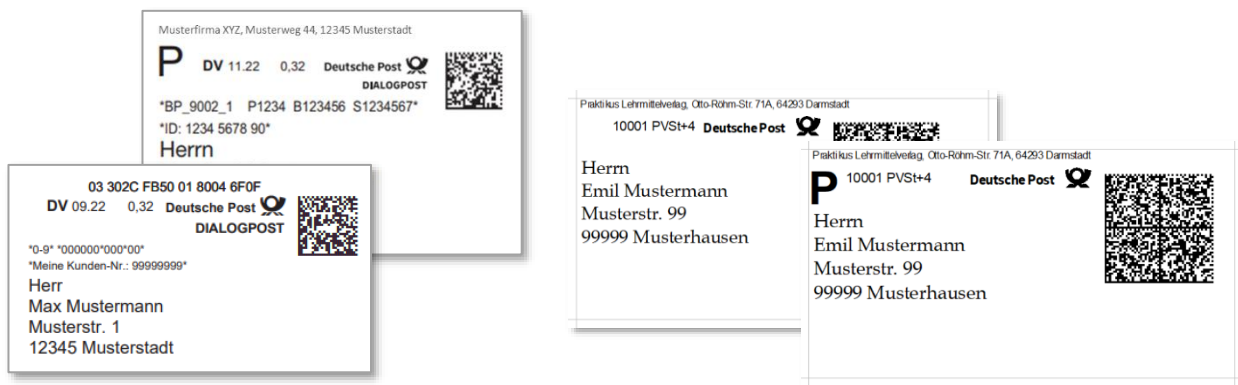 Musterfirma XYZ, Musterweg 44, 12345 Musterstadt
P DV 11.22 0,32 Deutsche Post
DIALOGPOST
*BP_9002_1 P1234 B123456 S1234567*
*ID: 1234 5678 90*
Herrn
03 302C FB50 01 8004 6F0F
DV 09.22 0,32 Deutsche Post
DIALOGPOST
*0-9* *000000*000*00*
*Meine Kunden-Nr.: 99999999*
Herr
Max Mustermann
Musterstr. 1
12345 Musterstadt
Praktikus Lehrmittelverlag, Otto-Röhm-Str. 71A, 64293 Darmstadt
10001 PVSt+4 Deutsche Post
Herrn
Emil Mustermann
Musterstr. 99
99999 Musterhausen
Praktikus Lehrmittelverlag, Otto-Röhm-Str. 71A, 64293 Darmstadt
P 10001 PVSt+4 Deutsche Post
Herrn
Emil Mustermann
Musterstr. 99
99999 Musterhausen